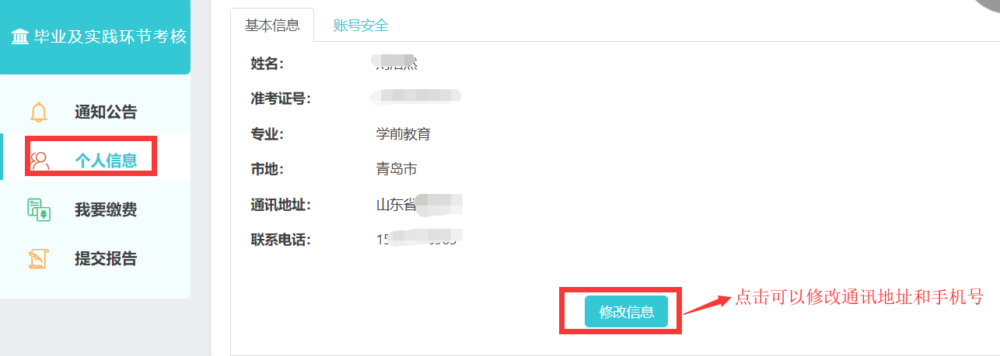 毕业及实践环节考核
通知公告
个人信息
我要缴费
提交报告
基本信息 账号安全
姓名:
准考证号:
专业: 学前教育
市地: 青岛市
通讯地址: 山东省
联系电话: 15
修改信息
点击可以修改通讯地址和手机号